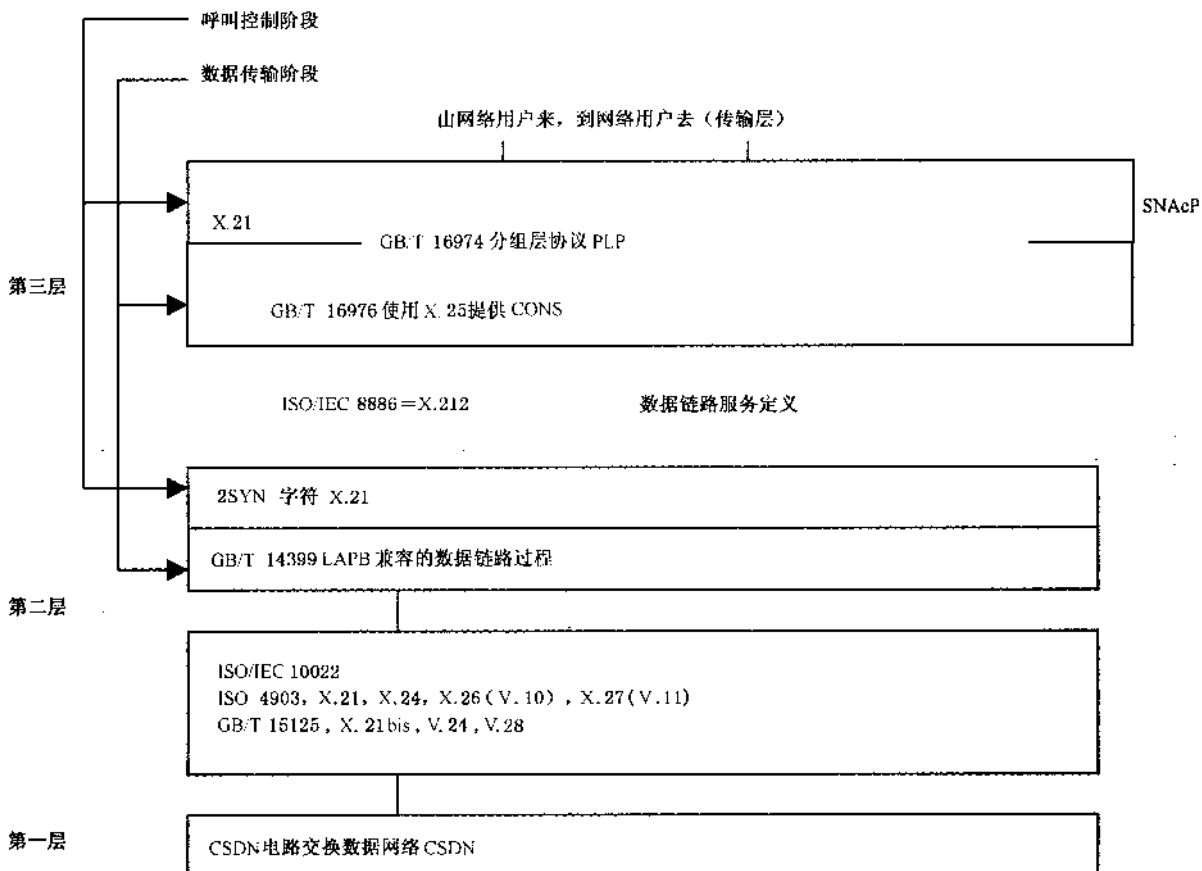 呼叫控制阶段
数据传输阶段
山网络用户来，到网络用户去（传输层）
SNAcP
X.21
GB/T 16974 分组层协议 PLP
第三层
GB/T 16976 使用 X.25提供 CONS
ISO/IEC 8886＝X.212 数据链路服务定义
2SYN 字符 X.21
GB/T 14399 LAPB 兼容的数据链路过程
第二层
ISO/IEC 10022
ISO 4903, X.21, X.24, X.26(V.10), X.27(V.11)
GB/T 15125, X.21bis, V.24, V.28
第一层
CSDN电路交换数据网络CSDN